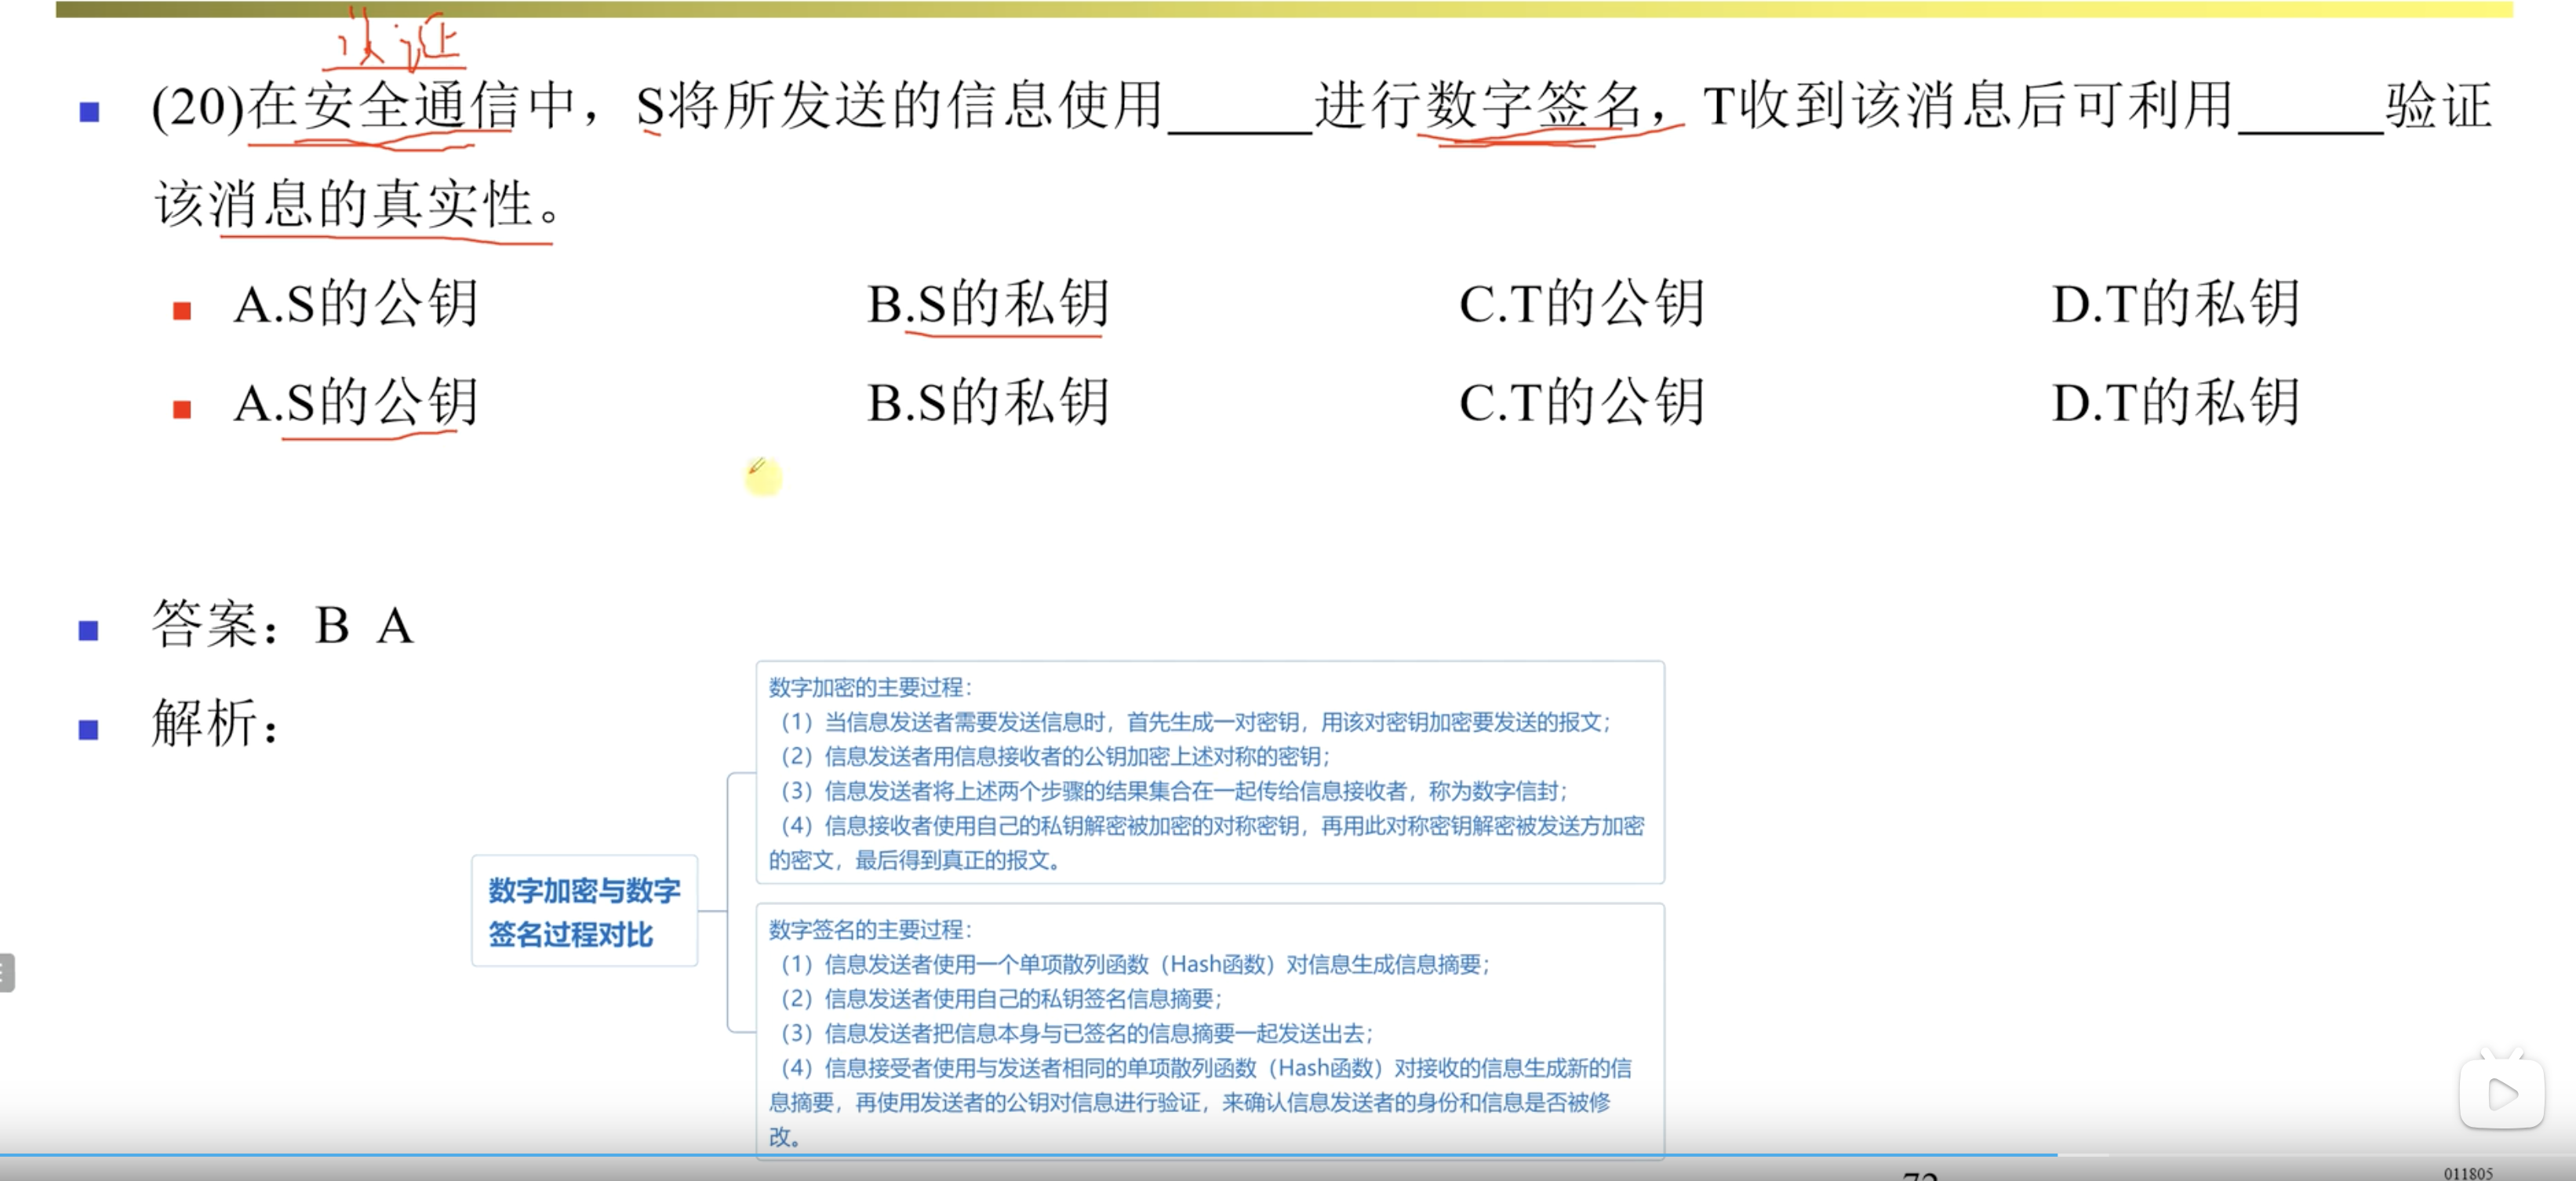 认证
(20)在安全通信中，S将所发送的信息使用_____进行数字签名，T收到该消息后可利用_____验证
该消息的真实性。
A.S的公钥 B.S的私钥 C.T的公钥 D.T的私钥
A.S的公钥 B.S的私钥 C.T的公钥 D.T的私钥
答案：B A
解析：
数字加密与数字
签名过程对比
数字加密的主要过程：
（1）当信息发送者需要发送信息时，首先生成一对密钥，用该对密钥加密要发送的报文；
（2）信息发送者用信息接收者的公钥加密上述对称的密钥；
（3）信息发送者将上述两个步骤的结果集合在一起传给信息接收者，称为数字信封；
（4）信息接收者使用自己的私钥解密被加密的对称密钥，再用此对称密钥解密被发送方加密
的密文，最后得到真正的报文。
数字签名的主要过程：
（1）信息发送者使用一个单项散列函数（Hash函数）对信息生成信息摘要；
（2）信息发送者使用自己的私钥签名信息摘要；
（3）信息发送者把信息本身与已签名的信息摘要一起发送出去；
（4）信息接受者使用与发送者相同的单项散列函数（Hash函数）对接收的信息生成新的信
息摘要，再使用发送者的公钥对信息进行验证，来确认信息发送者的身份和信息是否被修
改。
011805